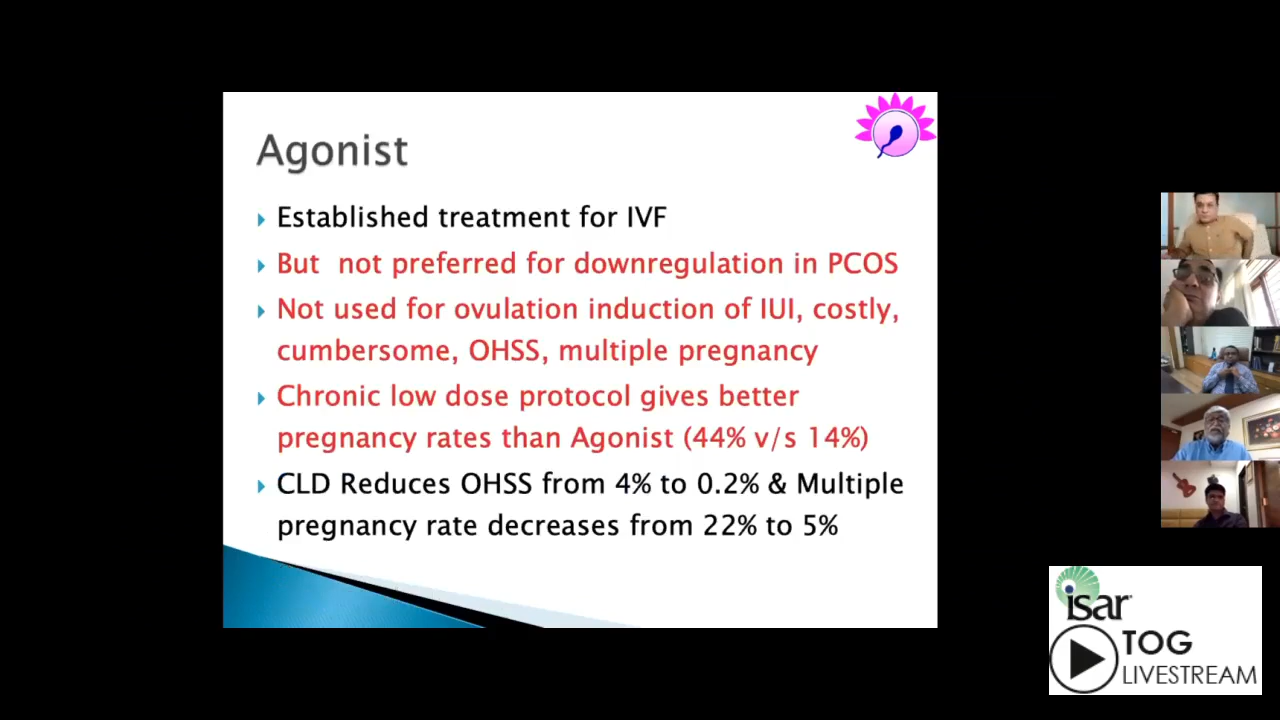 Agonist
Established treatment for IVF
But not preferred for downregulation in PCOS
Not used for ovulation induction of IUI, costly,
cumbersome, OHSS, multiple pregnancy
Chronic low dose protocol gives better
pregnancy rates than Agonist (44% v/s 14%)
CLD Reduces OHSS from 4% to 0.2% & Multiple
pregnancy rate decreases from 22% to 5%
isar
TOG
LIVESTREAM